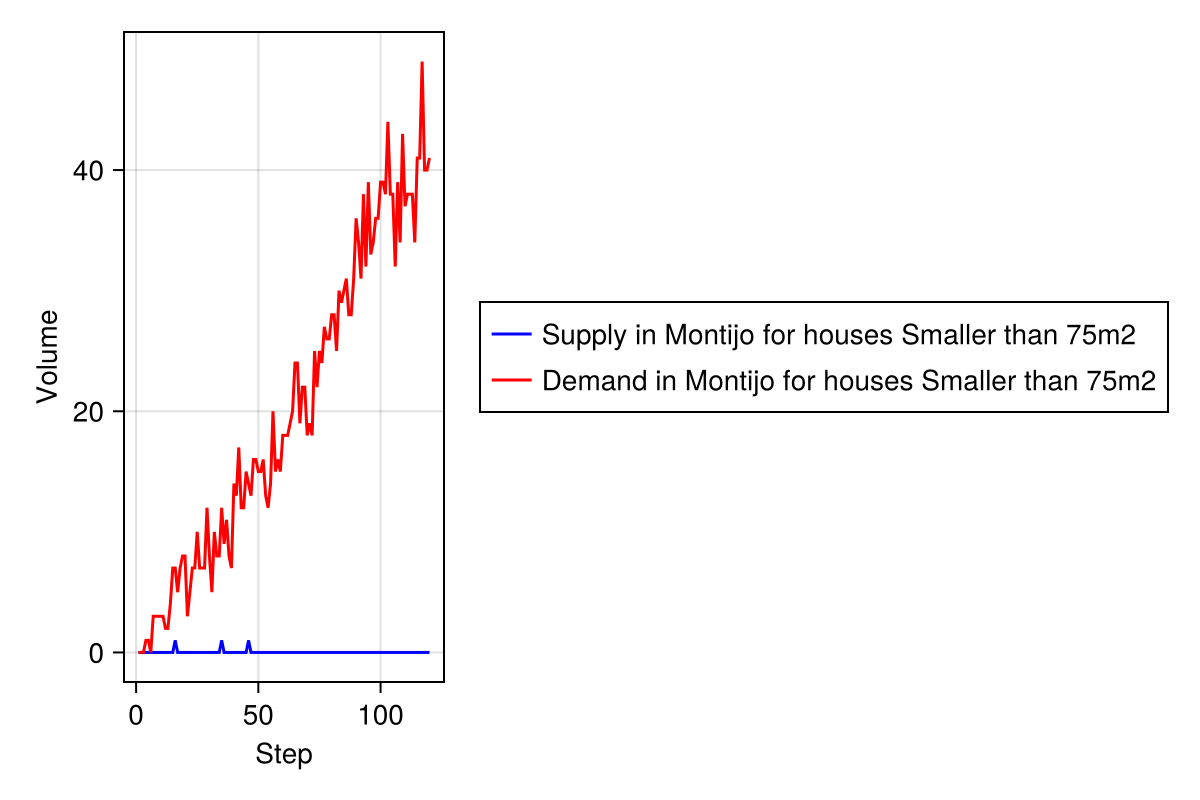 Volume
40
20
0
0 50 100
Step
Supply in Montijo for houses Smaller than 75m2
Demand in Montijo for houses Smaller than 75m2